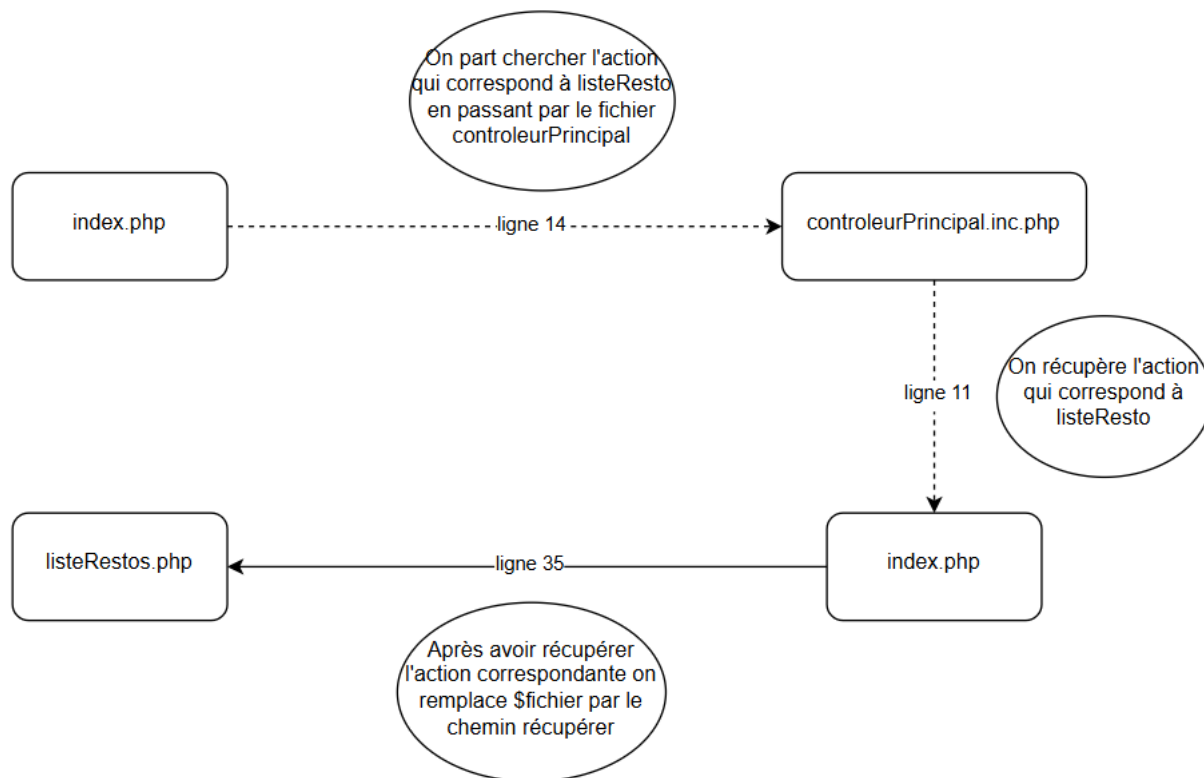 On part chercher l'action
qui correspond à listeResto
en passant par le fichier
controleurPrincipal
index.php
ligne 14
controleurPrincipal.inc.php
ligne 11
On récupère l'action
qui correspond à
listeResto
listeRestos.php
ligne 35
index.php
Après avoir récupérer
l'action correspondante on
remplace $fichier par le
chemin récupérer